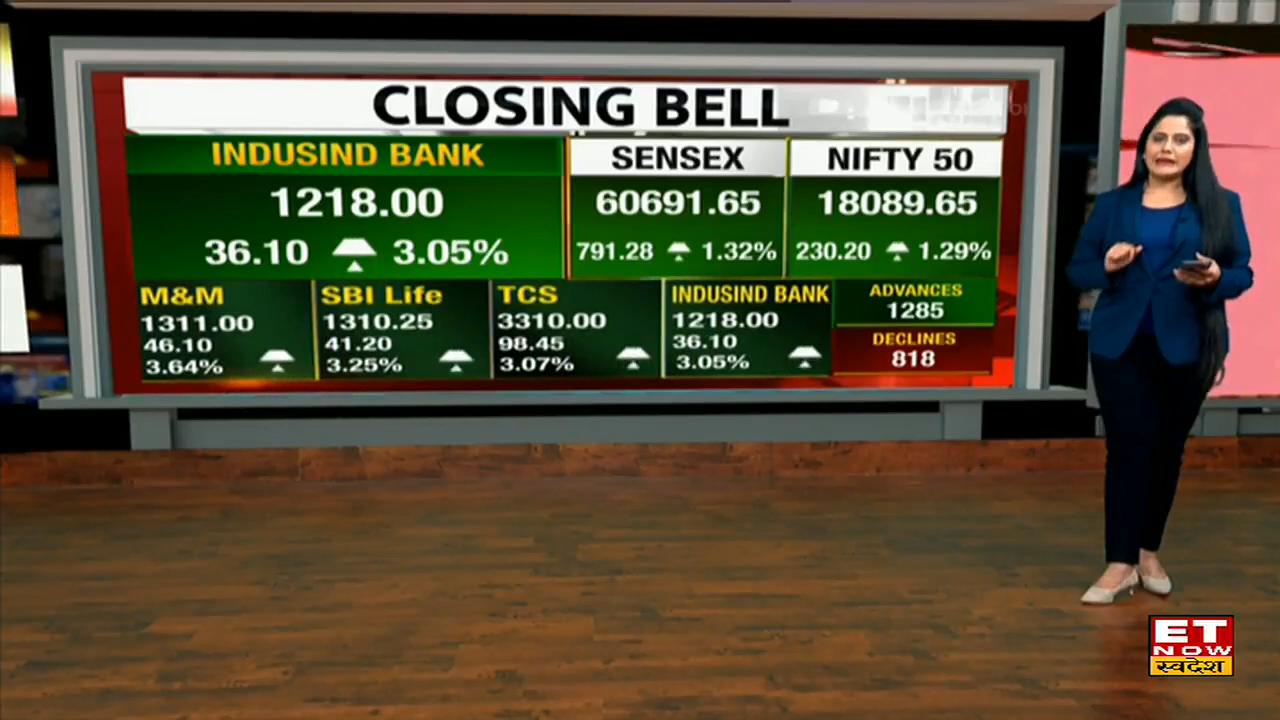 CLOSING BELL
INDUSIND BANK
1218.00
36.10 3.05%
SENSEX
60691.65
791.28 1.32%
NIFTY 50
18089.65
230.20 1.29%
M&M
1311.00
46.10
3.64%
SBI Life
1310.25
41.20
3.25%
TCS
3310.00
98.45
3.07%
INDUSIND BANK
1218.00
36.10
3.05%
ADVANCES
1285
DECLINES
818
ET
NOW
स्वदेश